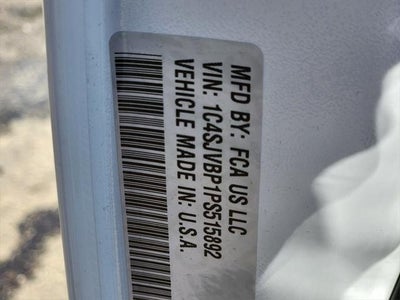 MFD BY: FCA US LLC
VIN: 1C4SJVBP1PS515892
VEHICLE MADE IN: U.S.A.